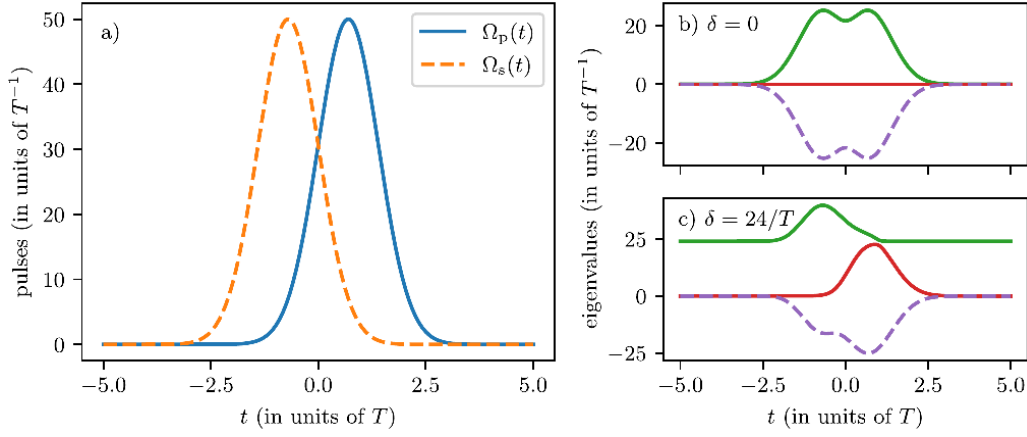 a)
Ωp(t)
Ωs(t)
pulses (in units of T⁻¹)
50
40
30
20
10
0
−5.0
−2.5
0.0
2.5
5.0
t (in units of T)
b) δ = 0
eigenvalues (in units of T⁻¹)
20
0
−20
c) δ = 24/T
25
0
−25
−5.0
−2.5
0.0
2.5
5.0
t (in units of T)